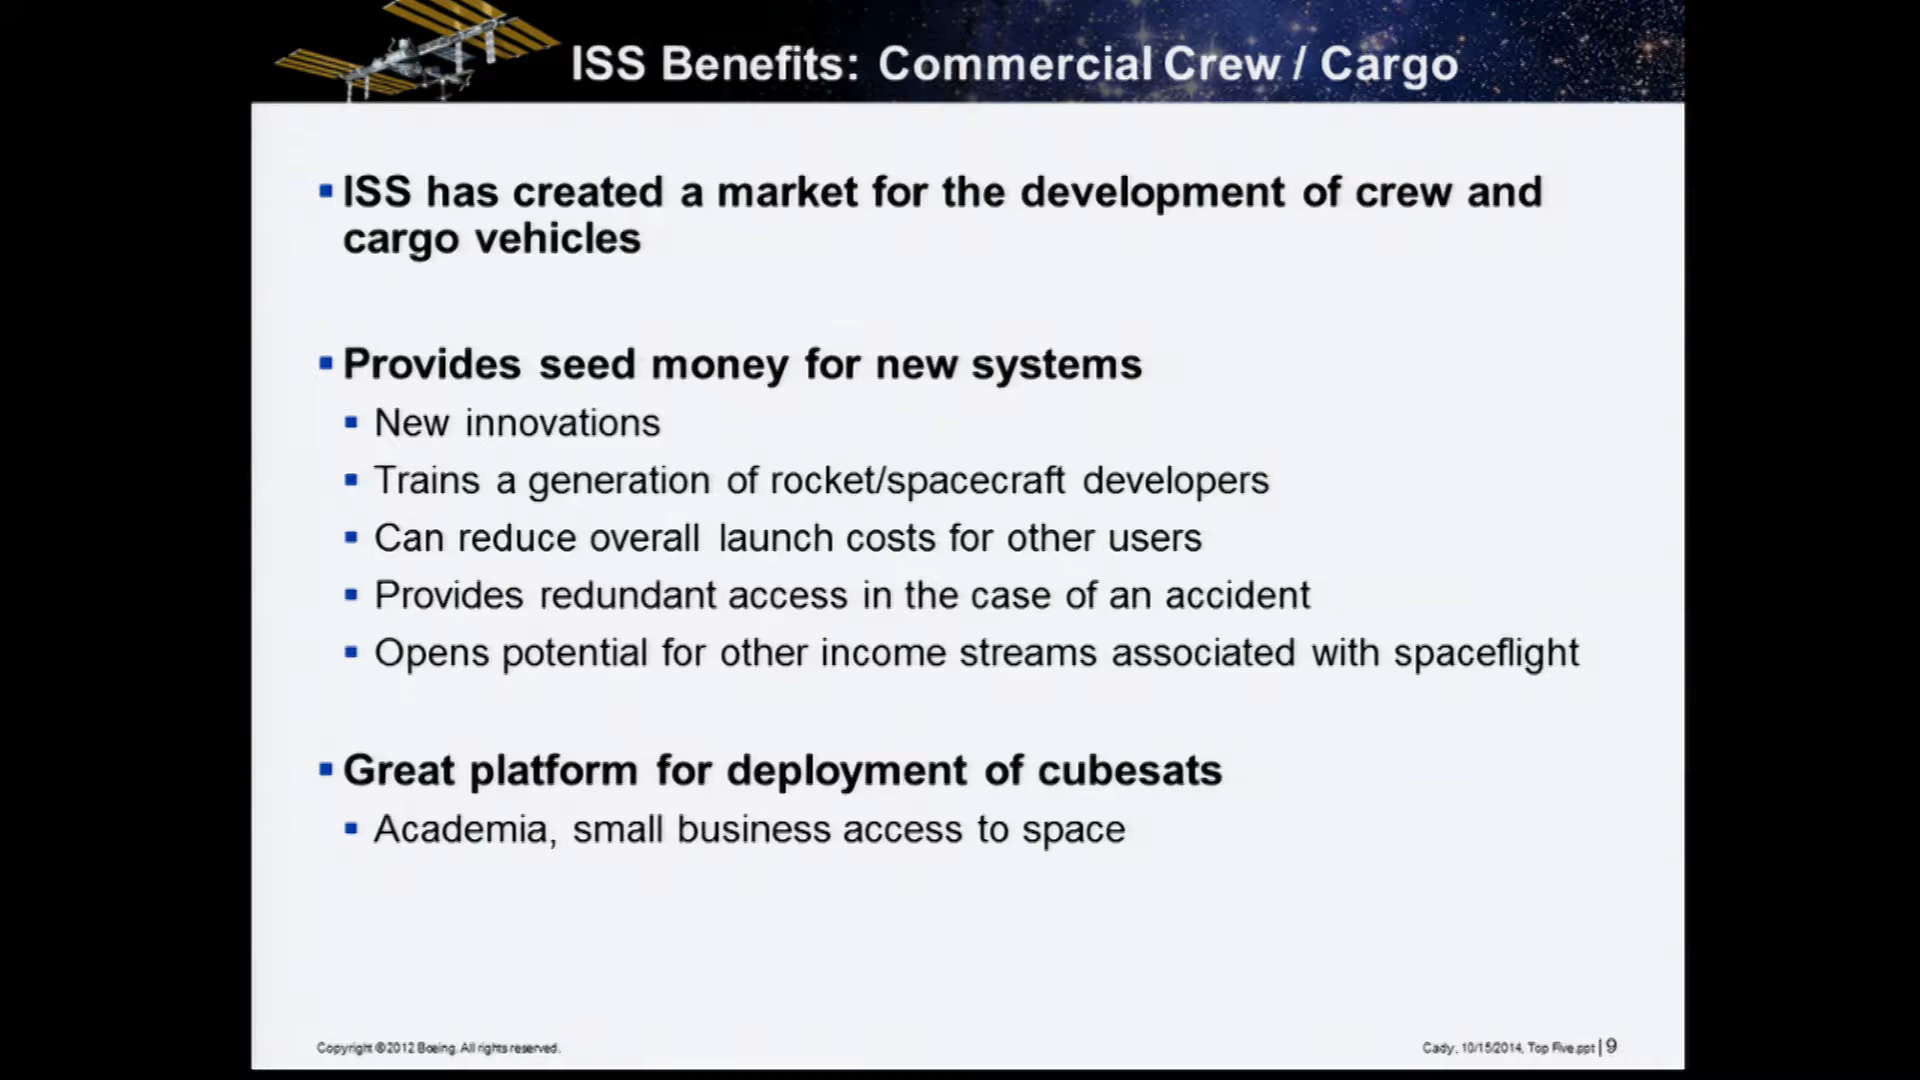 ISS Benefits: Commercial Crew / Cargo
ISS has created a market for the development of crew and
cargo vehicles
Provides seed money for new systems
New innovations
Trains a generation of rocket/spacecraft developers
Can reduce overall launch costs for other users
Provides redundant access in the case of an accident
Opens potential for other income streams associated with spaceflight
Great platform for deployment of cubesats
Academia, small business access to space
Copyright © 2012 Boeing. All rights reserved.
Cady, 10/15/2014, Top Five.ppt | 9